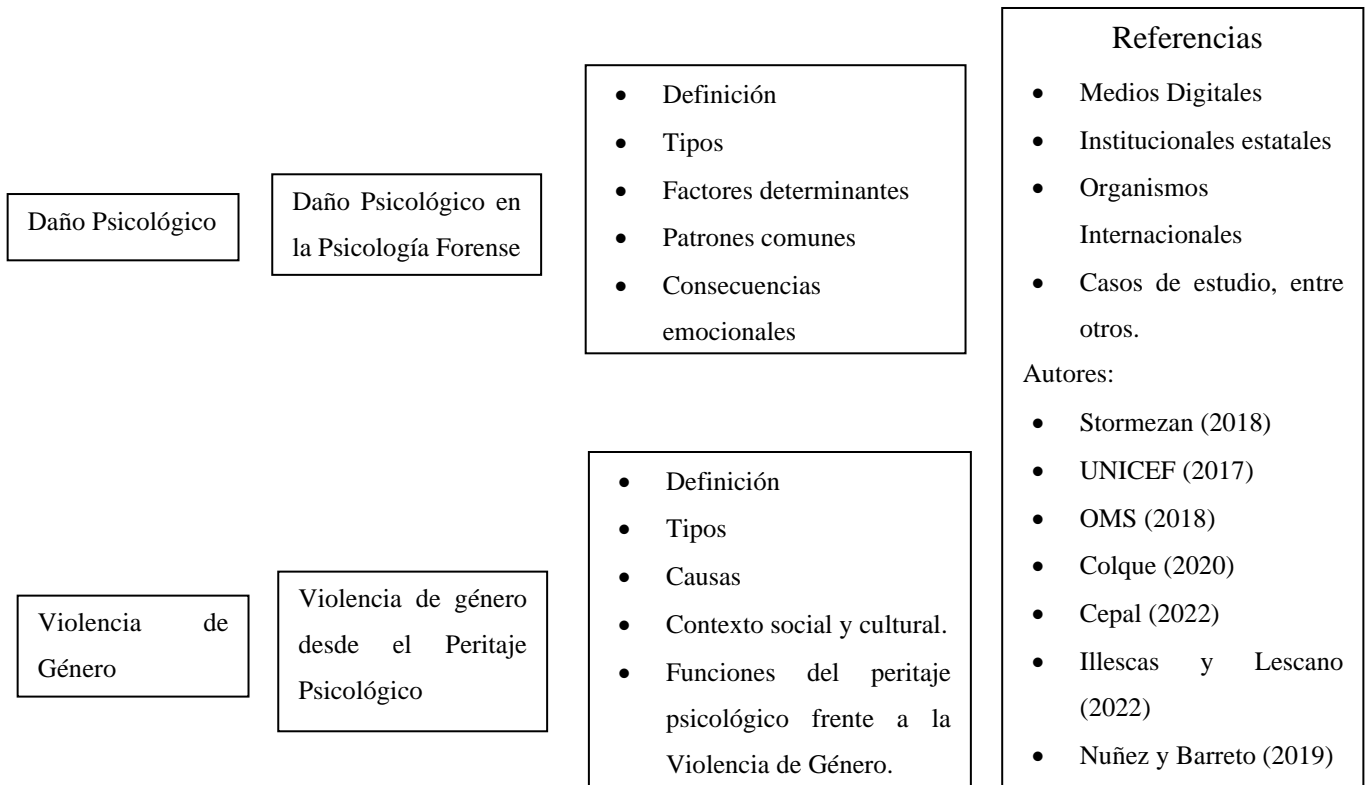 Daño Psicológico
Daño Psicológico en
la Psicología Forense
• Definición
• Tipos
• Factores determinantes
• Patrones comunes
• Consecuencias
emocionales
Violencia de
Género
Violencia de género
desde el Peritaje
Psicológico
• Definición
• Tipos
• Causas
• Contexto social y cultural.
• Funciones del peritaje
psicológico frente a la
Violencia de Género.
Referencias
• Medios Digitales
• Institucionales estatales
• Organismos
Internacionales
• Casos de estudio, entre
otros.
Autores:
• Stormezan (2018)
• UNICEF (2017)
• OMS (2018)
• Colque (2020)
• Cepal (2022)
• Illescas y Lescano
(2022)
• Nuñez y Barreto (2019)